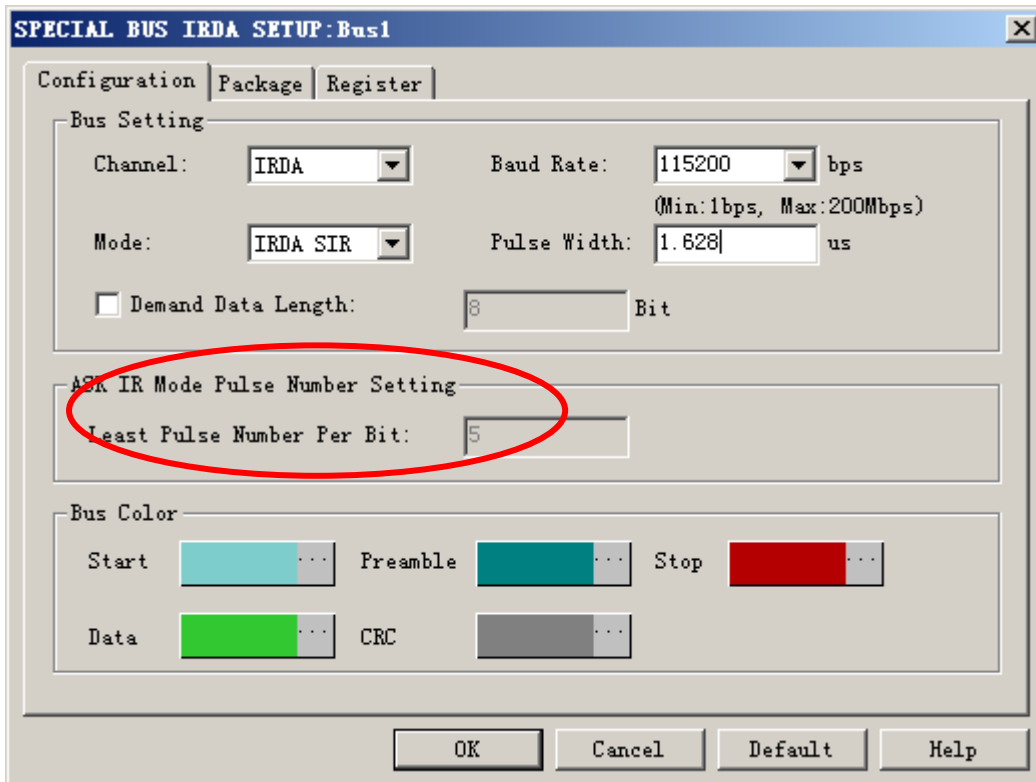 SPECIAL BUS IRDA SETUP:Bus1
Configuration Package Register
Bus Setting
Channel: IRDA Baud Rate: 115200 bps
(Min:1bps, Max:200Mbps)
Mode: IRDA SIR Pulse Width: 1.628 us
Demand Data Length: 8 Bit
ASK IR Mode Pulse Number Setting
Least Pulse Number Per Bit: 5
Bus Color
Start ... Preamble ... Stop ...
Data ... CRC ...
OK Cancel Default Help